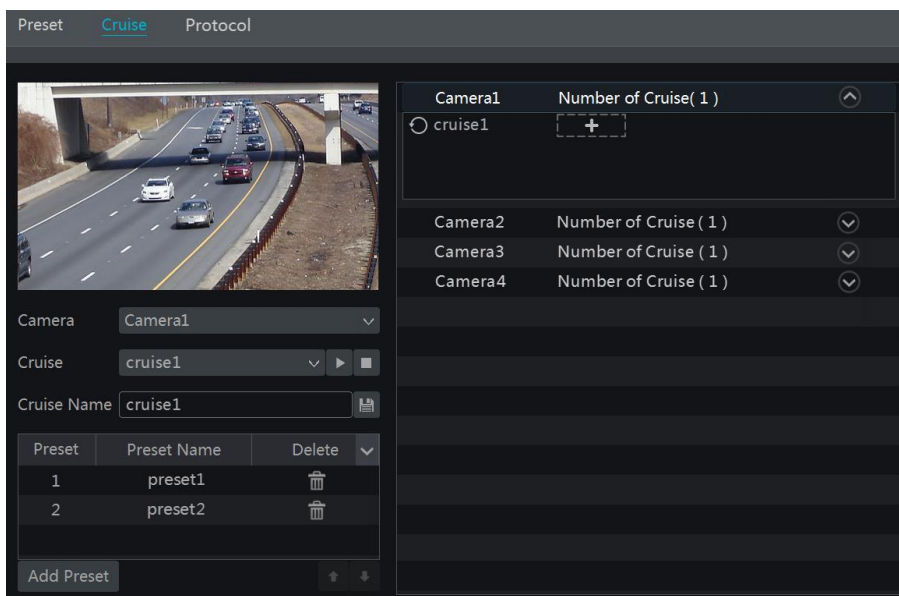 Preset Cruise Protocol
Camera1 Number of Cruise( 1 )
cruise1
Camera2 Number of Cruise ( 1 )
Camera3 Number of Cruise ( 1 )
Camera4 Number of Cruise ( 1 )
Camera Camera1
Cruise cruise1
Cruise Name cruise1
Preset Preset Name Delete
1 preset1
2 preset2
Add Preset